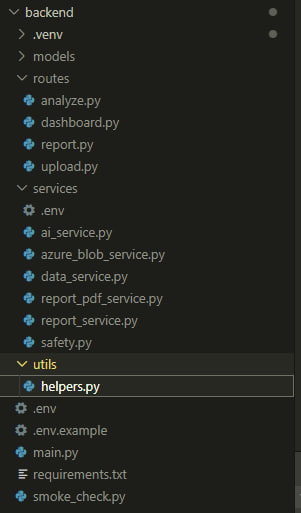 backend
.venv
models
routes
analyze.py
dashboard.py
report.py
upload.py
services
.env
ai_service.py
azure_blob_service.py
data_service.py
report_pdf_service.py
report_service.py
safety.py
utils
helpers.py
.env
.env.example
main.py
requirements.txt
smoke_check.py